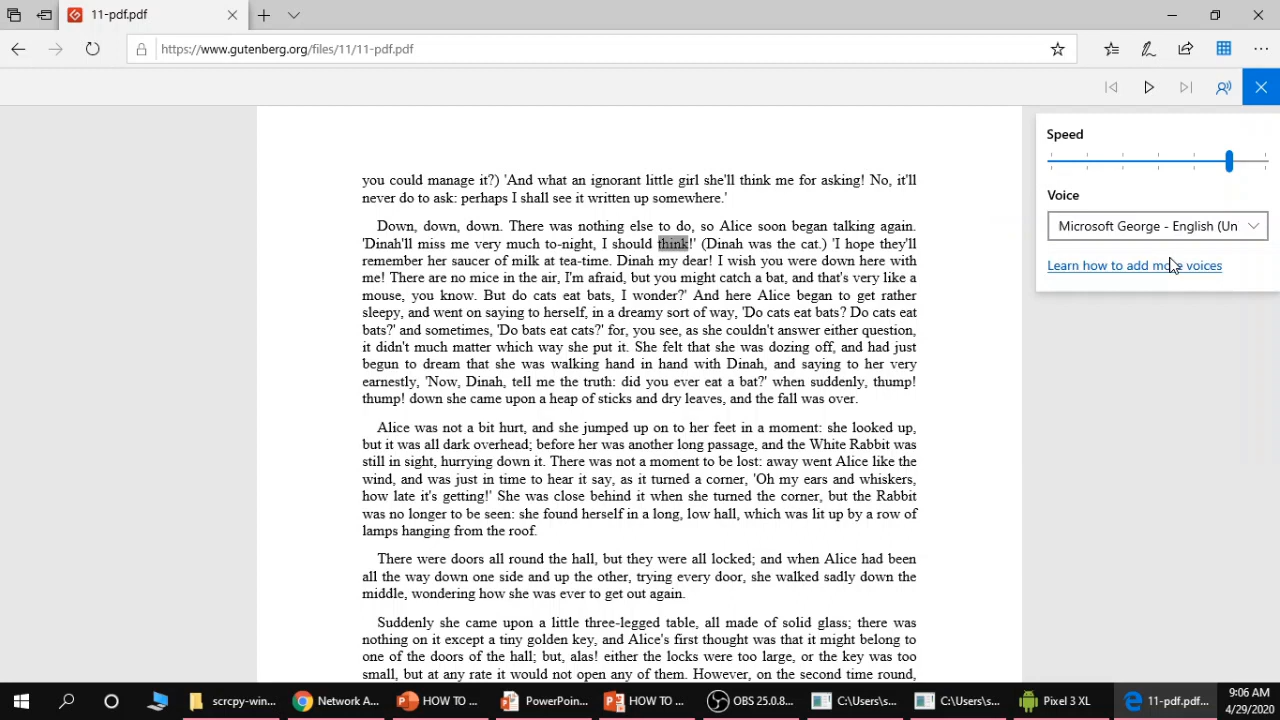 11-pdf.pdf
https://www.gutenberg.org/files/11/11-pdf.pdf
Speed
Voice
Microsoft George - English (Un
Learn how to add more voices
you could manage it?) 'And what an ignorant little girl she'll think me for asking! No, it'll
never do to ask: perhaps I shall see it written up somewhere.'
Down, down, down. There was nothing else to do, so Alice soon began talking again.
'Dinah'll miss me very much to-night, I should think!' (Dinah was the cat.) 'I hope they'll
remember her saucer of milk at tea-time. Dinah my dear! I wish you were down here with
me! There are no mice in the air, I'm afraid, but you might catch a bat, and that's very like a
mouse, you know. But do cats eat bats, I wonder?' And here Alice began to get rather
sleepy, and went on saying to herself, in a dreamy sort of way, 'Do cats eat bats? Do cats eat
bats?' and sometimes, 'Do bats eat cats?' for, you see, as she couldn't answer either question,
it didn't much matter which way she put it. She felt that she was dozing off, and had just
begun to dream that she was walking hand in hand with Dinah, and saying to her very
earnestly, 'Now, Dinah, tell me the truth: did you ever eat a bat?' when suddenly, thump!
thump! down she came upon a heap of sticks and dry leaves, and the fall was over.
Alice was not a bit hurt, and she jumped up on to her feet in a moment: she looked up,
but it was all dark overhead; before her was another long passage, and the White Rabbit was
still in sight, hurrying down it. There was not a moment to be lost: away went Alice like the
wind, and was just in time to hear it say, as it turned a corner, 'Oh my ears and whiskers,
how late it's getting!' She was close behind it when she turned the corner, but the Rabbit
was no longer to be seen: she found herself in a long, low hall, which was lit up by a row of
lamps hanging from the roof.
There were doors all round the hall, but they were all locked; and when Alice had been
all the way down one side and up the other, trying every door, she walked sadly down the
middle, wondering how she was ever to get out again.
Suddenly she came upon a little three-legged table, all made of solid glass; there was
nothing on it except a tiny golden key, and Alice's first thought was that it might belong to
one of the doors of the hall; but, alas! either the locks were too large, or the key was too
small, but at any rate it would not open any of them. However, on the second time round,
scrcpy-win...
Network A...
HOW TO ...
PowerPoin...
HOW TO ...
OBS 25.0.8...
C:\Users\s...
C:\Users\s...
Pixel 3 XL
11-pdf.pdf...
9:06 AM
4/29/2020